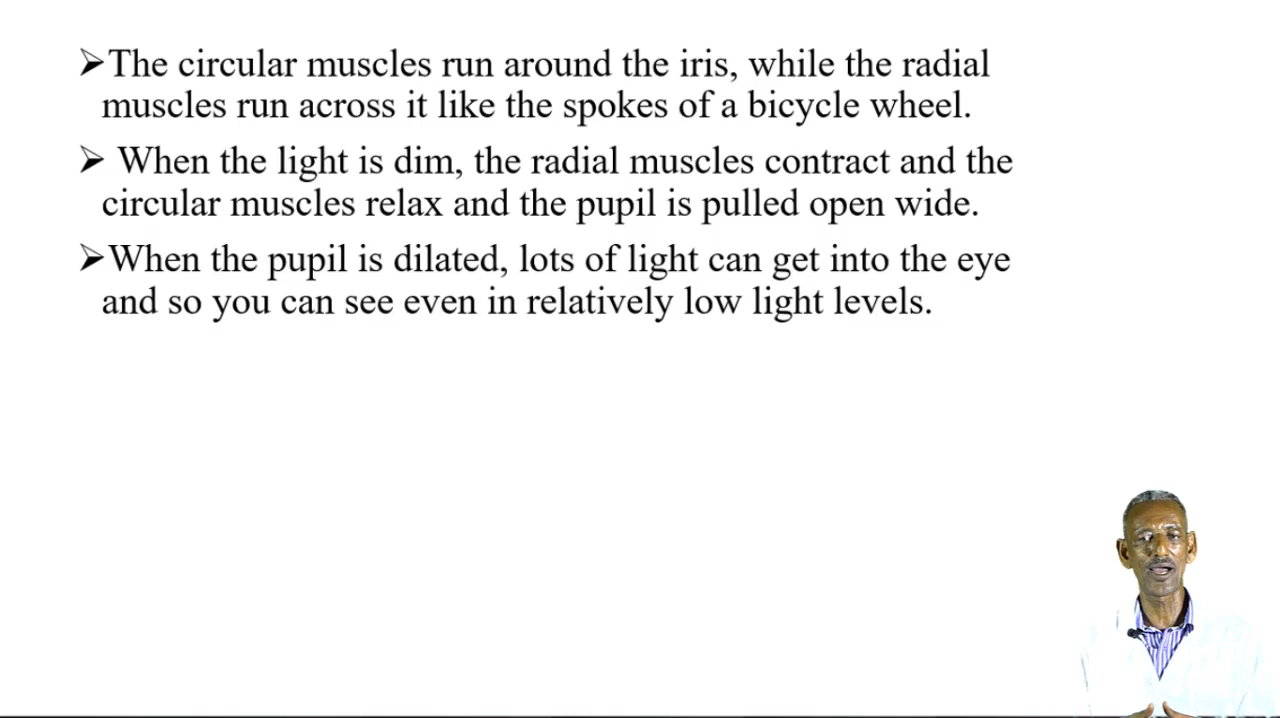 ➢The circular muscles run around the iris, while the radial
muscles run across it like the spokes of a bicycle wheel.
➢ When the light is dim, the radial muscles contract and the
circular muscles relax and the pupil is pulled open wide.
➢When the pupil is dilated, lots of light can get into the eye
and so you can see even in relatively low light levels.